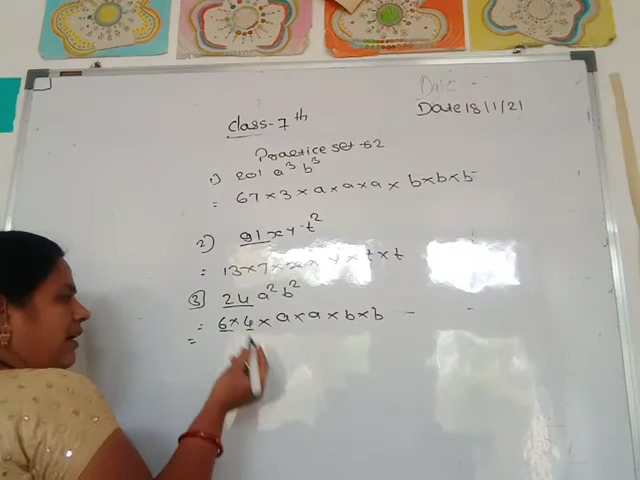 Class-7th
Date 18/1/21
Practice set-52
1) 201 a³ b³
= 67 × 3 × a × a × a × b × b × b
2) 91 x y t²
= 13 × 7 × x × y × t × t
③ 24 a² b²
= 6 × 4 × a × a × b × b
=